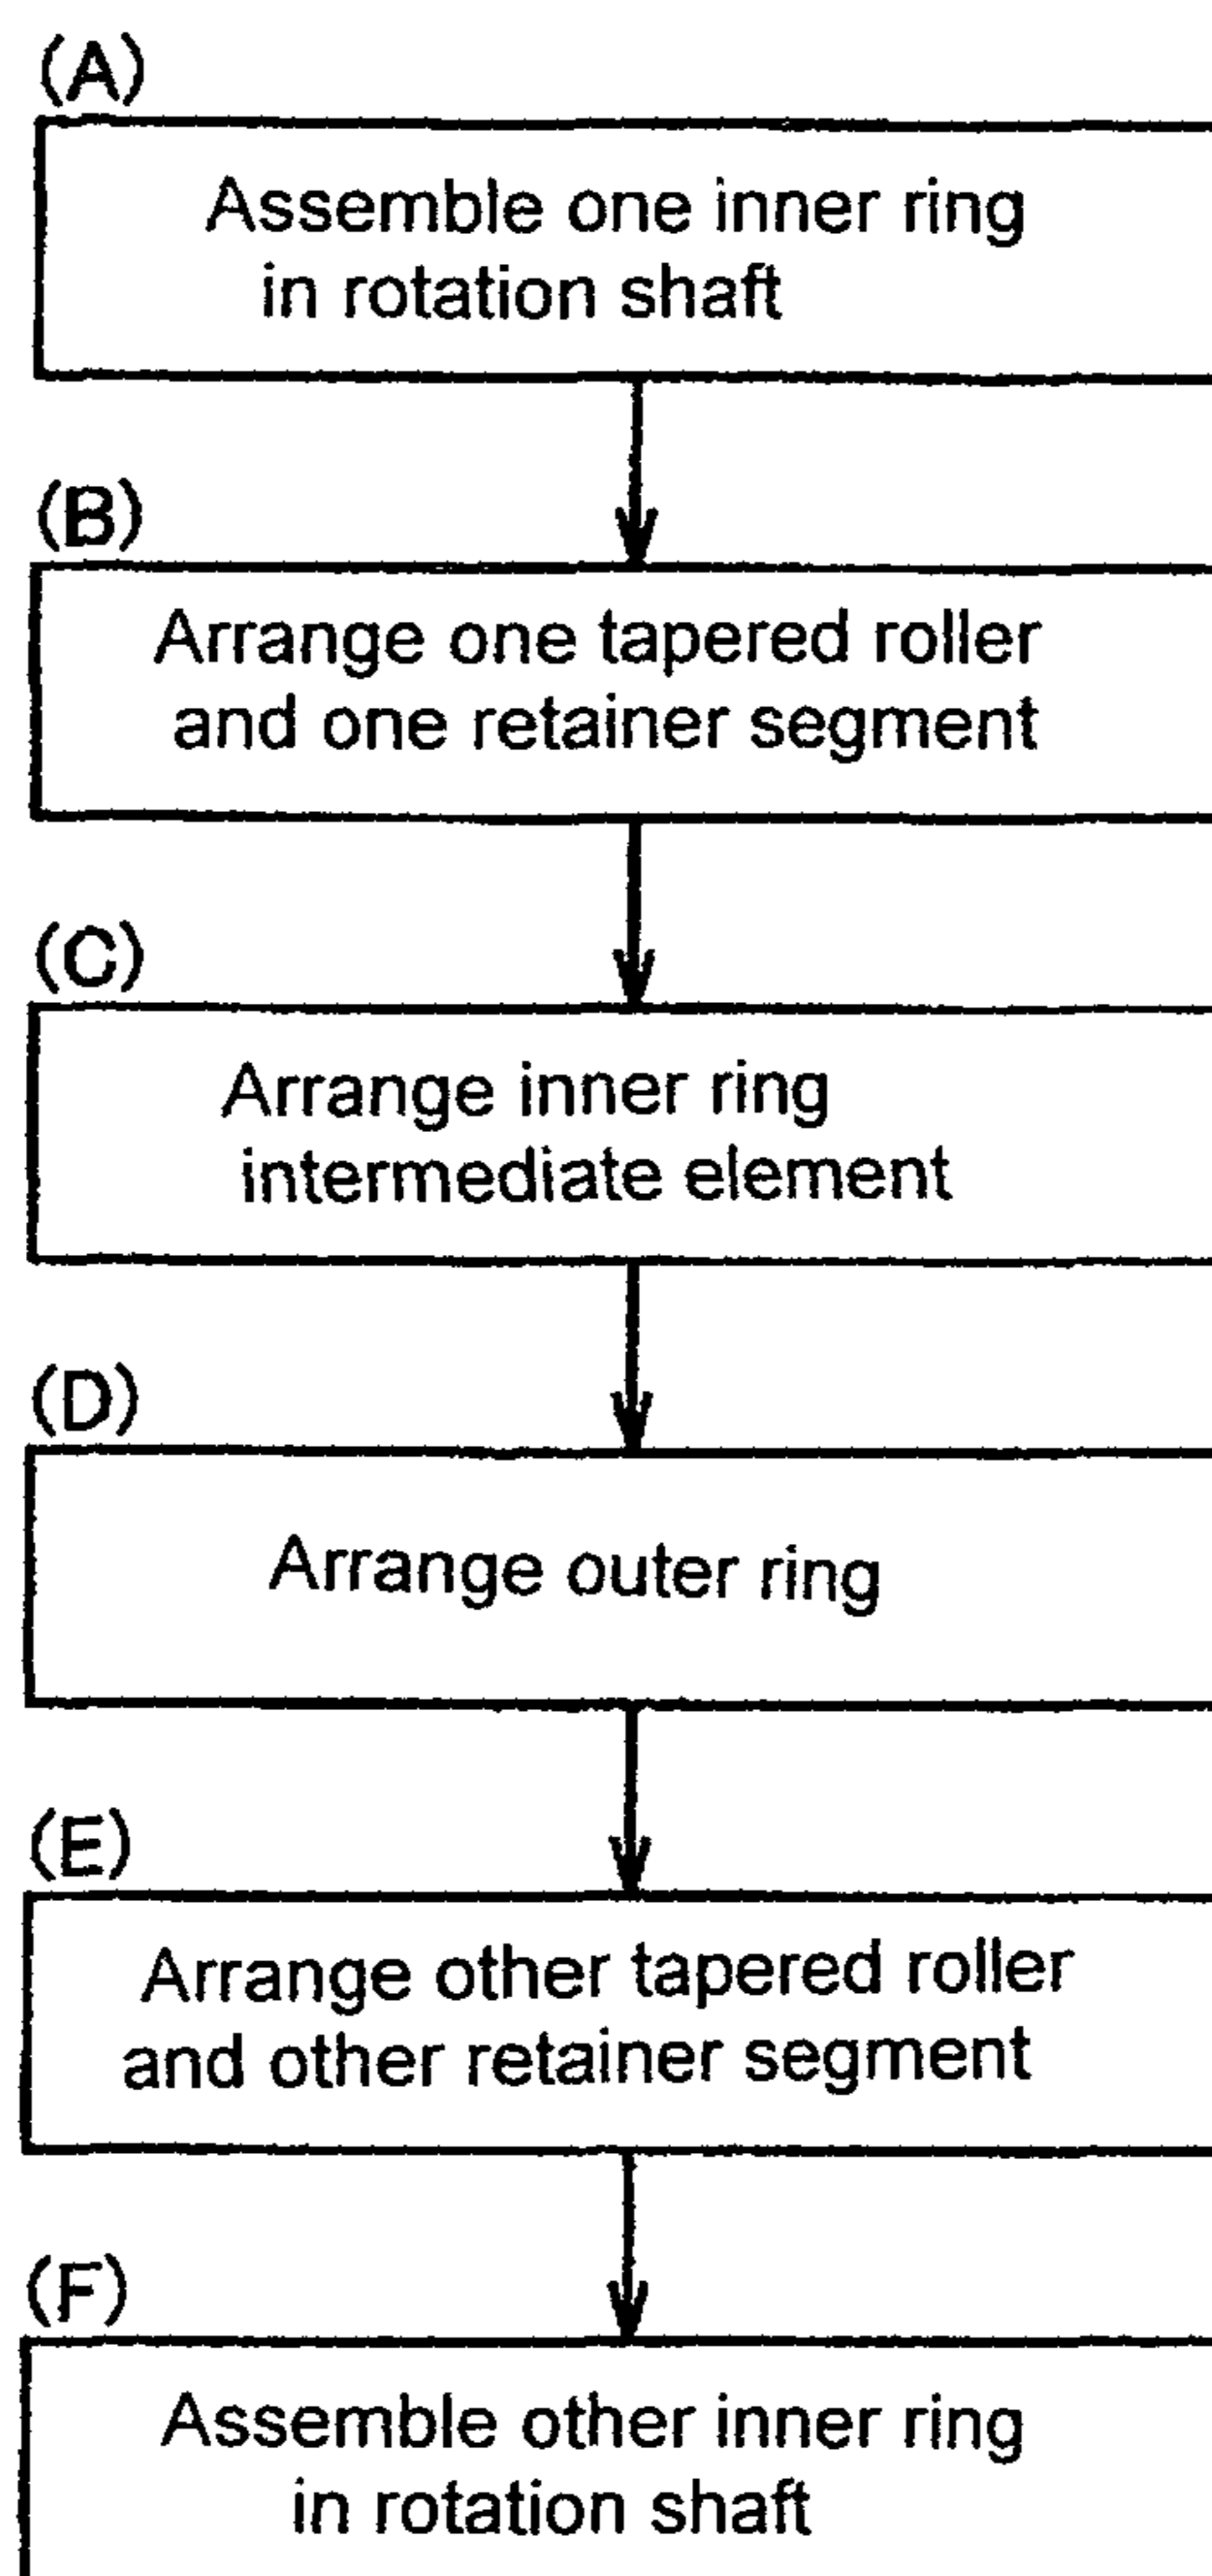 (A)
Assemble one inner ring
in rotation shaft
(B)
Arrange one tapered roller
and one retainer segment
(C)
Arrange inner ring
intermediate element
(D)
Arrange outer ring
(E)
Arrange other tapered roller
and other retainer segment
(F)
Assemble other inner ring
in rotation shaft